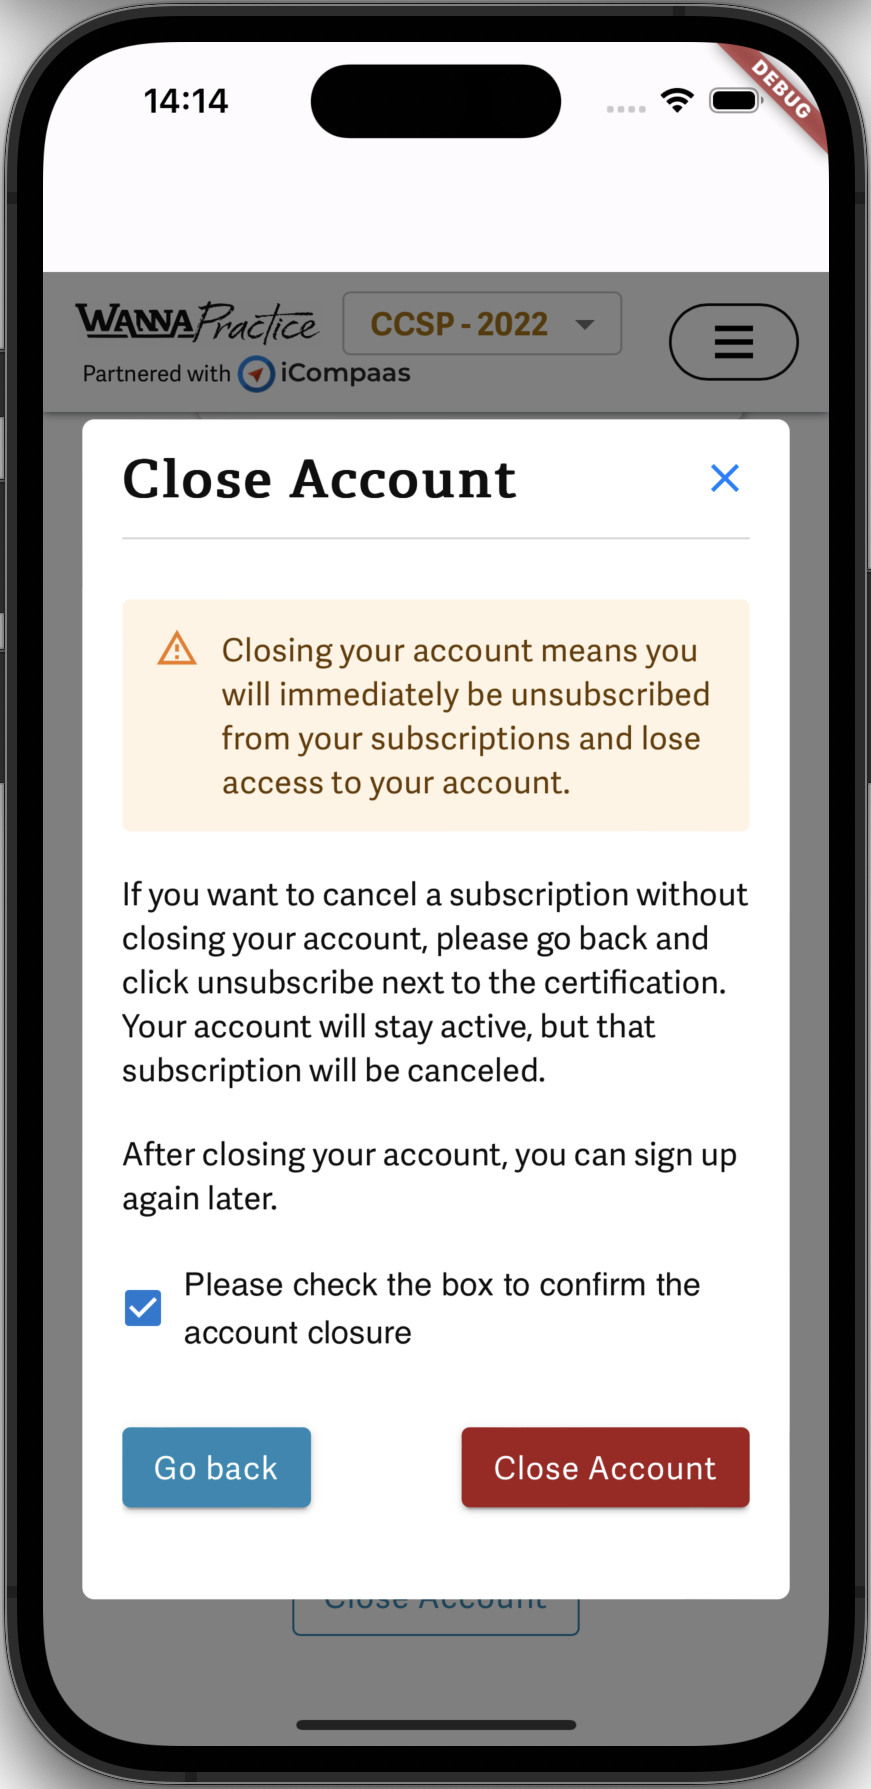 14:14
DEBUG
WANNAPractice
CCSP - 2022
Partnered with iCompaas
Close Account
Closing your account means you
will immediately be unsubscribed
from your subscriptions and lose
access to your account.
If you want to cancel a subscription without
closing your account, please go back and
click unsubscribe next to the certification.
Your account will stay active, but that
subscription will be canceled.
After closing your account, you can sign up
again later.
Please check the box to confirm the
account closure
Go back
Close Account
Close Account